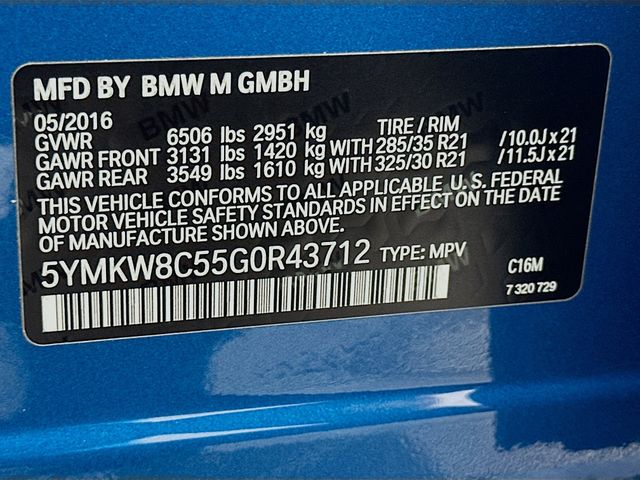 MFD BY BMW M GMBH
05/2016 TIRE / RIM
GVWR 6506 lbs 2951 kg
GAWR FRONT 3131 lbs 1420 kg WITH 285/35 R21 /10.0J x 21
GAWR REAR 3549 lbs 1610 kg WITH 325/30 R21 /11.5J x 21
THIS VEHICLE CONFORMS TO ALL APPLICABLE U. S. FEDERAL
MOTOR VEHICLE SAFETY STANDARDS IN EFFECT ON THE DATE
OF MANUFACTURE SHOWN ABOVE.
5YMKW8C55G0R43712 TYPE: MPV
C16M
7 320 729